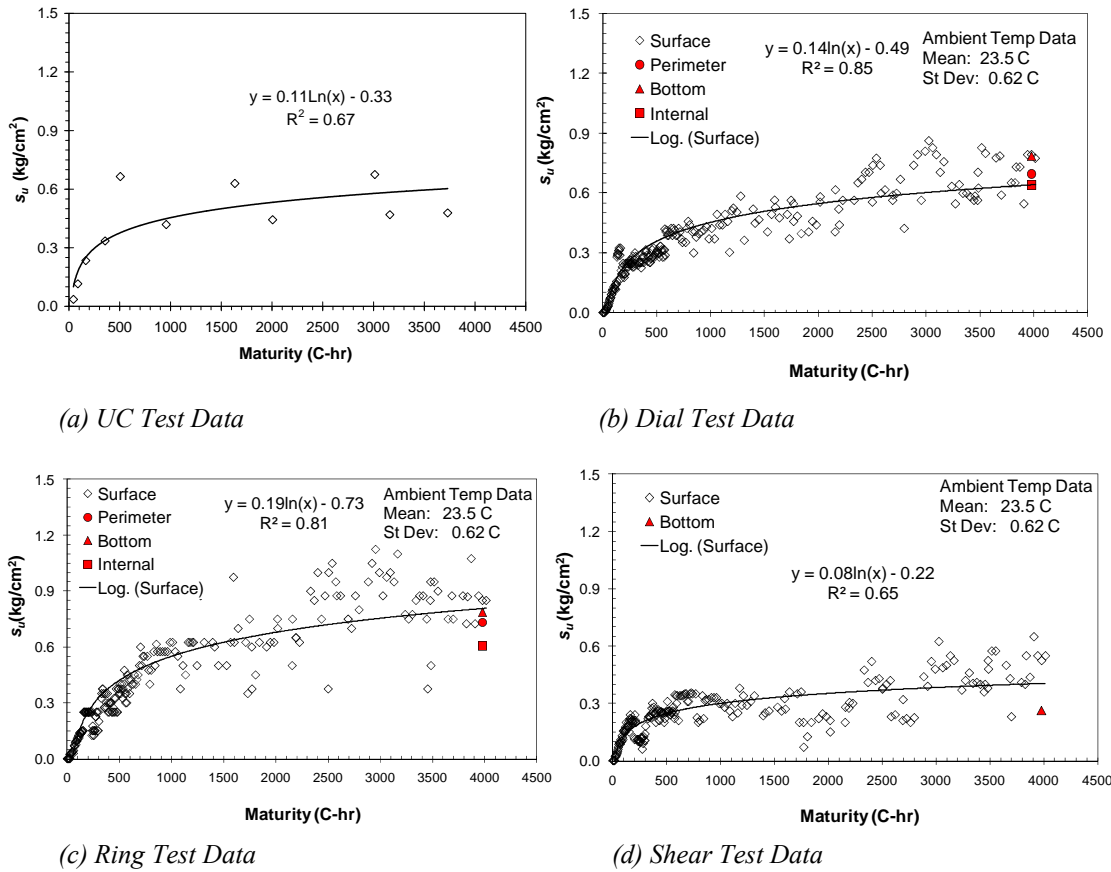 1.5
1.2
0.9
0.6
0.3
0.0
s_u (kg/cm²)
y = 0.11Ln(x) - 0.33
R² = 0.67
0 500 1000 1500 2000 2500 3000 3500 4000 4500
Maturity (C-hr)
(a) UC Test Data
1.5
1.2
0.9
0.6
0.3
0.0
s_u (kg/cm²)
Surface
Perimeter
Bottom
Internal
Log. (Surface)
y = 0.14ln(x) - 0.49
R² = 0.85
Ambient Temp Data
Mean: 23.5 C
St Dev: 0.62 C
0 500 1000 1500 2000 2500 3000 3500 4000 4500
Maturity (C-hr)
(b) Dial Test Data
1.5
1.2
0.9
0.6
0.3
0.0
s_u(kg/cm²)
Surface
Perimeter
Bottom
Internal
Log. (Surface)
y = 0.19ln(x) - 0.73
R² = 0.81
Ambient Temp Data
Mean: 23.5 C
St Dev: 0.62 C
0 500 1000 1500 2000 2500 3000 3500 4000 4500
Maturity (C-hr)
(c) Ring Test Data
1.5
1.2
0.9
0.6
0.3
0.0
s_u (kg/cm²)
Surface
Bottom
Log. (Surface)
y = 0.08ln(x) - 0.22
R² = 0.65
Ambient Temp Data
Mean: 23.5 C
St Dev: 0.62 C
0 500 1000 1500 2000 2500 3000 3500 4000 4500
Maturity (C-hr)
(d) Shear Test Data